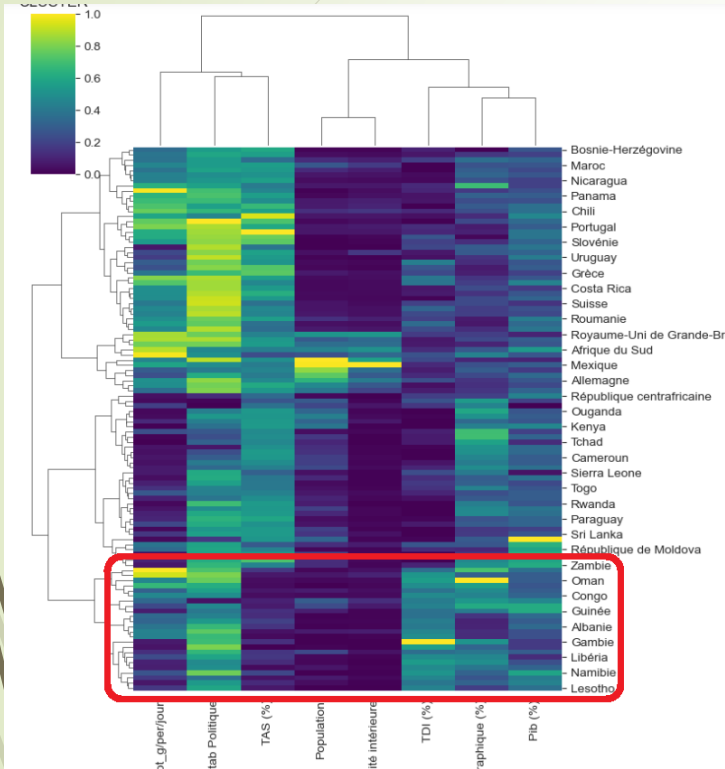 CLUSTER
1.0
0.8
0.6
0.4
0.2
0.0
Bosnie-Herzégovine
Maroc
Nicaragua
Panama
Chili
Portugal
Slovénie
Uruguay
Grèce
Costa Rica
Suisse
Roumanie
Royaume-Uni de Grande-Br
Afrique du Sud
Mexique
Allemagne
République centrafricaine
Ouganda
Kenya
Tchad
Cameroun
Sierra Leone
Togo
Rwanda
Paraguay
Sri Lanka
République de Moldova
Zambie
Oman
Congo
Guinée
Albanie
Gambie
Libéria
Namibie
Lesotho
ot_g/per/jour
tab Politique
TAS (%)
Population
ité intérieure
TDI (%)
raphique (%)
Pib (%)